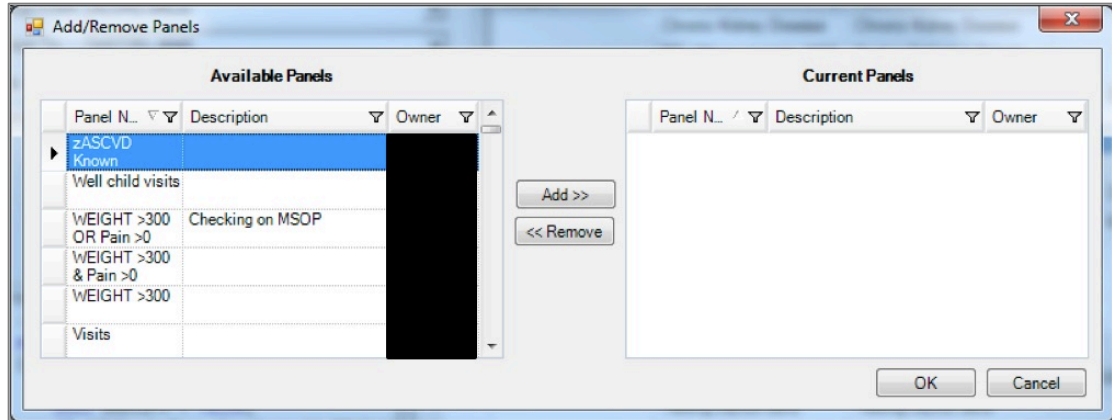 Add/Remove Panels
Available Panels
Current Panels
Panel N... Description Owner
Panel N... Description Owner
zASCVD
Known
Well child visits
WEIGHT >300
OR Pain >0
Checking on MSOP
WEIGHT >300
& Pain >0
WEIGHT >300
Visits
Add >>
<< Remove
OK
Cancel